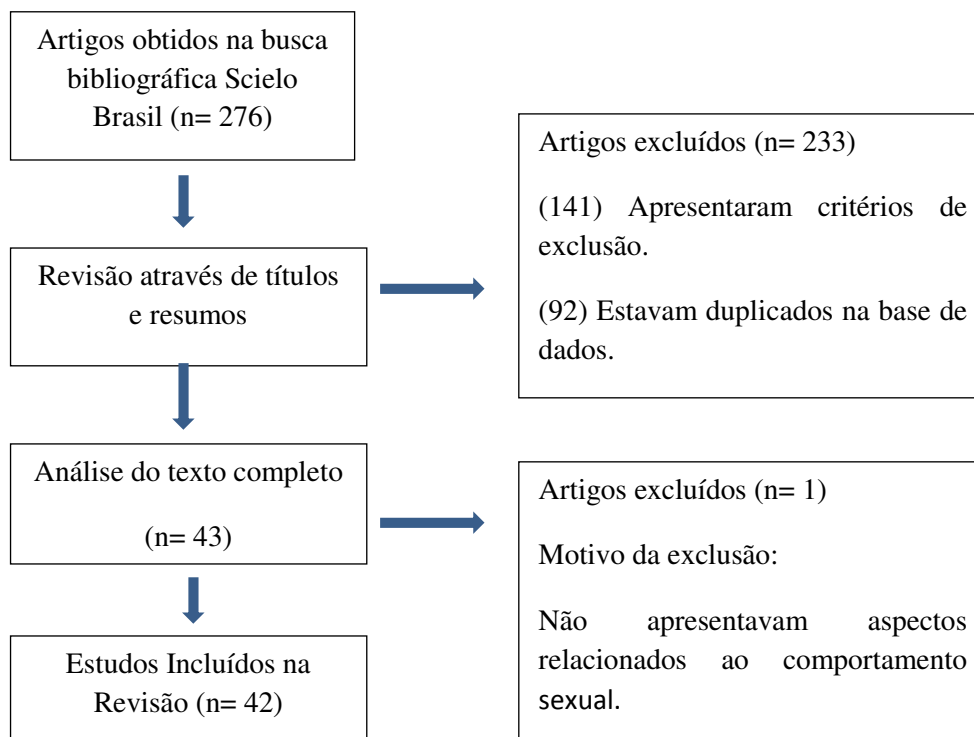 Artigos obtidos na busca
bibliográfica Scielo
Brasil (n= 276)
Artigos excluídos (n= 233)
(141) Apresentaram critérios de
exclusão.
(92) Estavam duplicados na base de
dados.
Revisão através de títulos
e resumos
Análise do texto completo
(n= 43)
Artigos excluídos (n= 1)
Motivo da exclusão:
Não apresentavam aspectos
relacionados ao comportamento
sexual.
Estudos Incluídos na
Revisão (n= 42)